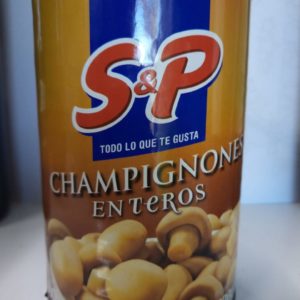 S&P
TODO LO QUE TE GUSTA
CHAMPIGNONES
ENTEROS